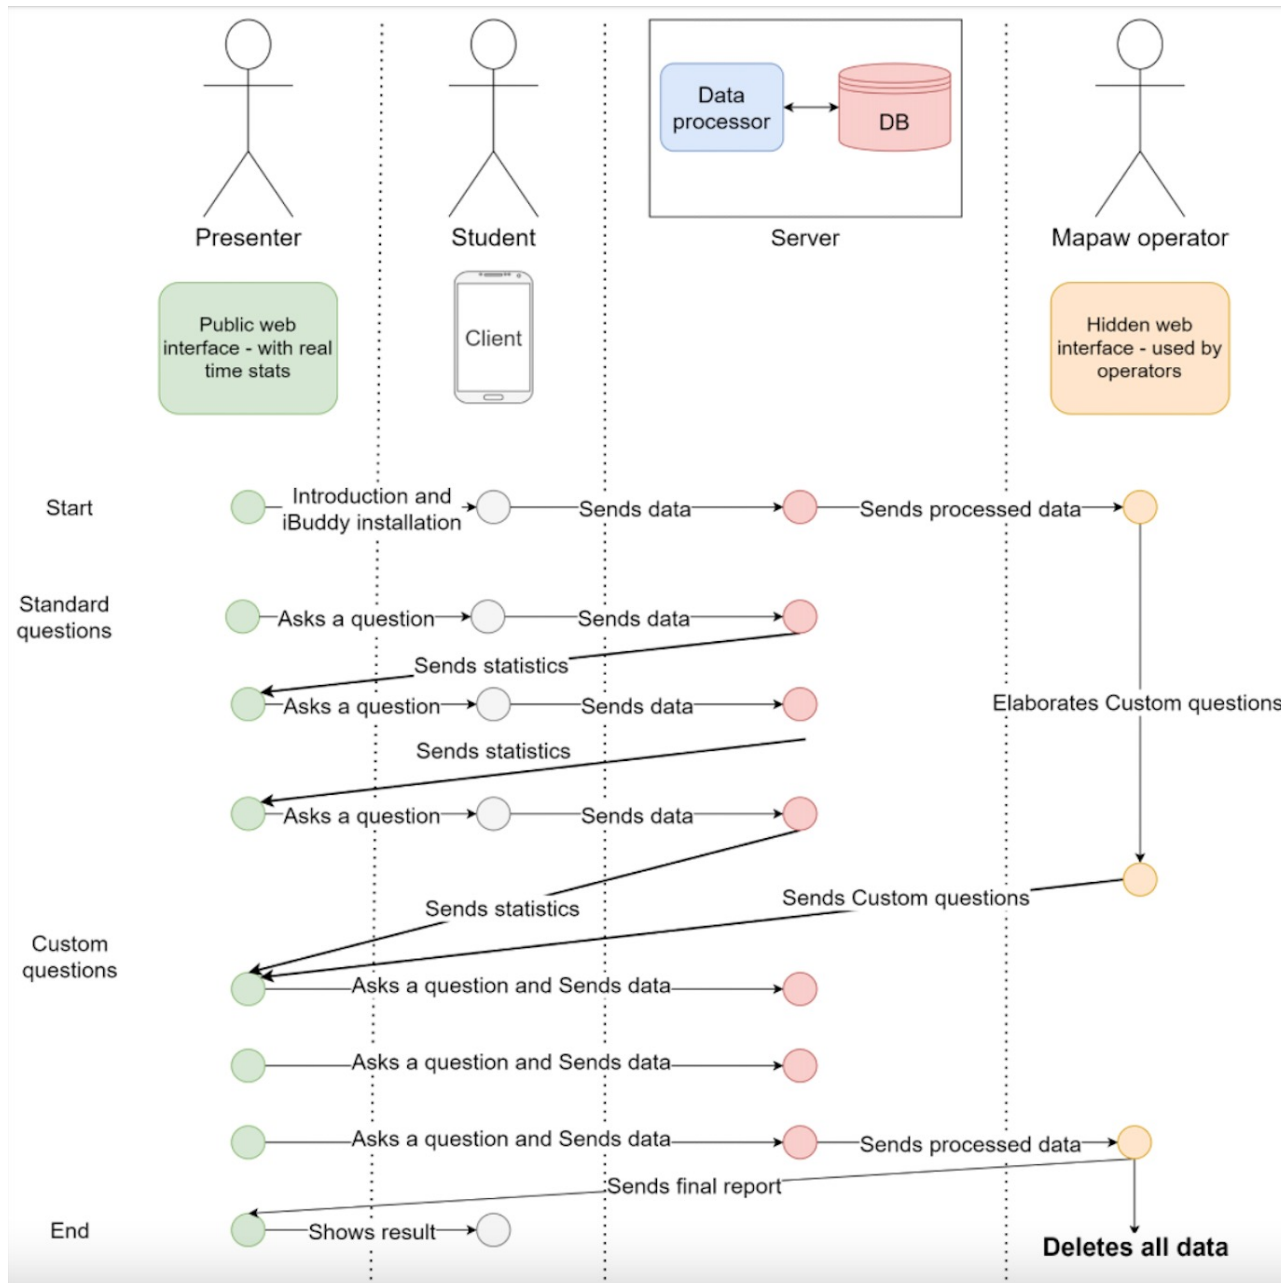 Data
processor
DB
Presenter
Student
Server
Mapaw operator
Public web
interface - with real
time stats
Client
Hidden web
interface - used by
operators
Start
Introduction and
iBuddy installation
Sends data
Sends processed data
Standard
questions
Asks a question
Sends data
Sends statistics
Asks a question
Sends data
Elaborates Custom questions
Sends statistics
Asks a question
Sends data
Sends statistics
Sends Custom questions
Custom
questions
Asks a question and Sends data
Asks a question and Sends data
Asks a question and Sends data
Sends processed data
Sends final report
End
Shows result
Deletes all data